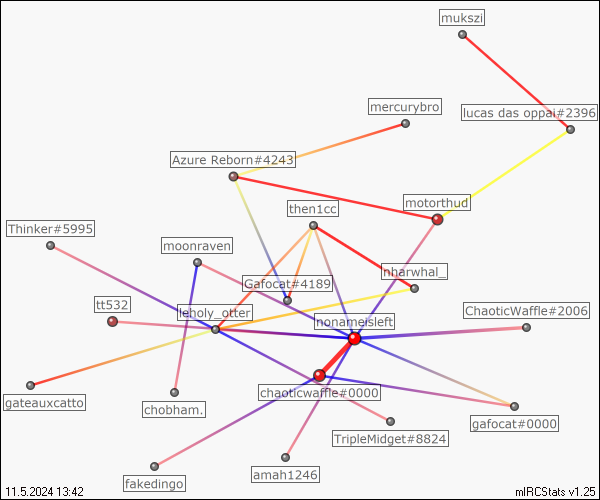 mukszi
mercurybro
lucas das oppai#2396
Azure Reborn#4243
motorthud
then1cc
Thinker#5995
moonraven
nharwhal_
Gafocat#4189
tt532
leholy_otter
nonameisleft
ChaoticWaffle#2006
chaoticwaffle#0000
gateauxcatto
chobham.
gafocat#0000
TripleMidget#8824
amah1246
fakedingo
11.5.2024 13:42
mIRCStats v1.25